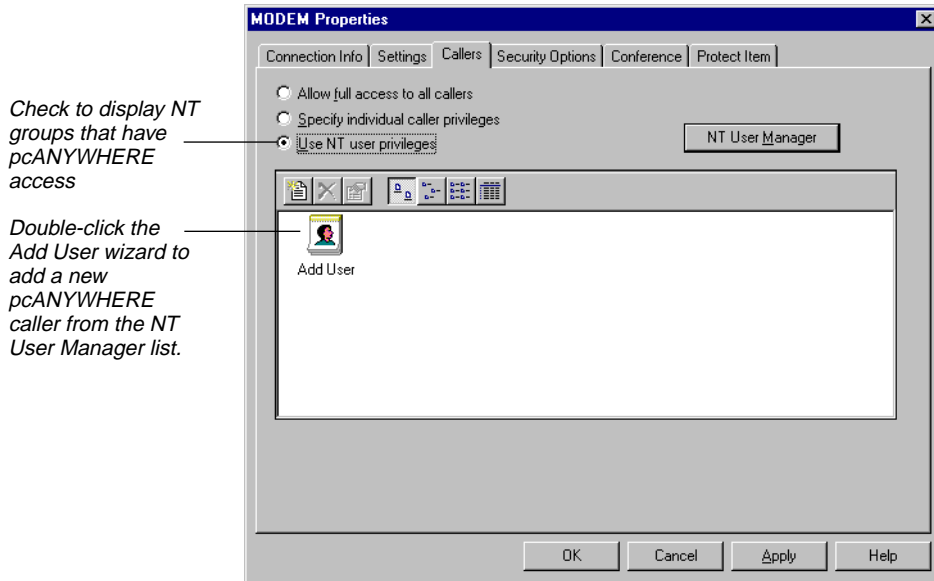 MODEM Properties
Connection Info Settings Callers Security Options Conference Protect Item
Allow full access to all callers
Specify individual caller privileges
Use NT user privileges
NT User Manager
Check to display NT
groups that have
pcANYWHERE
access
Double-click the
Add User wizard to
add a new
pcANYWHERE
caller from the NT
User Manager list.
Add User
OK Cancel Apply Help